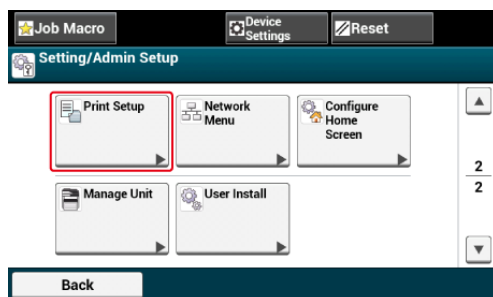 Job Macro
Device
Settings
Reset
Setting/Admin Setup
Print Setup
Network
Menu
Configure
Home
Screen
Manage Unit
User Install
2
2
Back